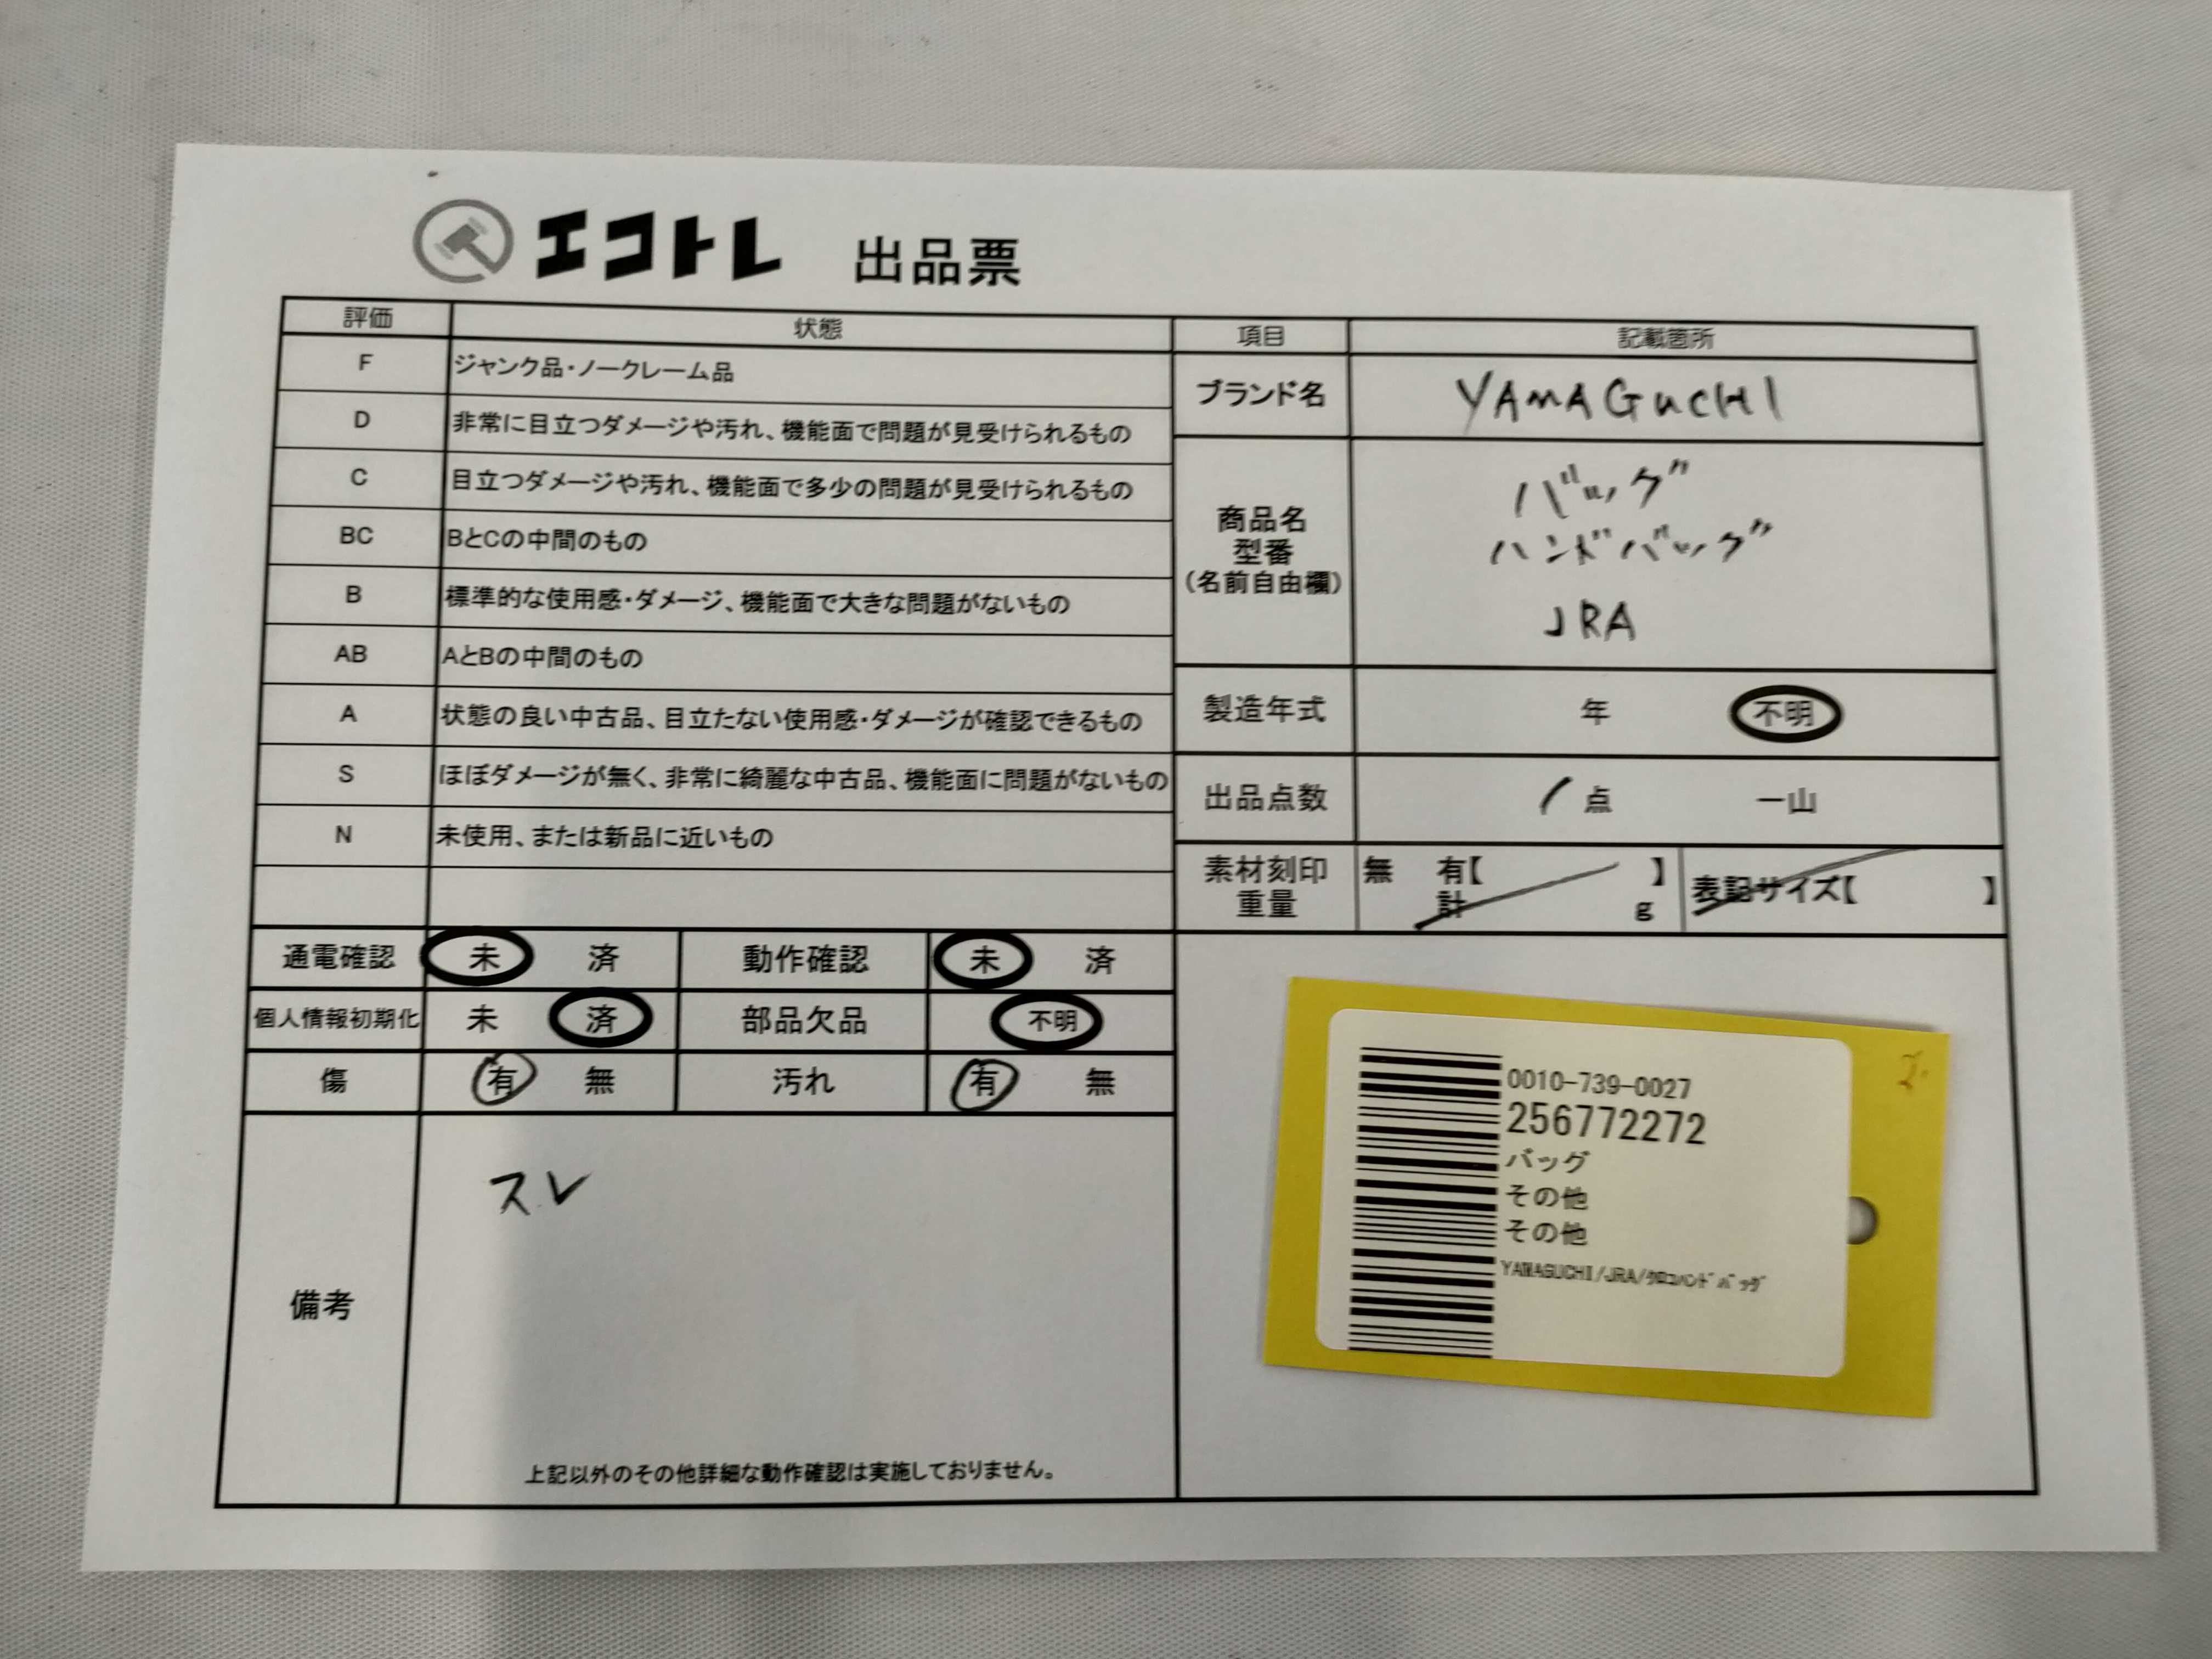 エコトレ 出品票
評価 状態
F ジャンク品・ノークレーム品
D 非常に目立つダメージや汚れ、機能面で問題が見受けられるもの
C 目立つダメージや汚れ、機能面で多少の問題が見受けられるもの
BC BとCの中間のもの
B 標準的な使用感・ダメージ、機能面で大きな問題がないもの
AB AとBの中間のもの
A 状態の良い中古品、目立たない使用感・ダメージが確認できるもの
S ほぼダメージが無く、非常に綺麗な中古品、機能面に問題がないもの
N 未使用、または新品に近いもの
項目 記載箇所
ブランド名 YAMAGUCHI
商品名
型番
(名前自由欄)
バッグ
ハンドバッグ
JRA
製造年式 年 不明
出品点数 1点 一山
素材刻印 無 有【 】
重量 計 g
表記サイズ【 】
通電確認 未 済 動作確認 未 済
個人情報初期化 未 済 部品欠品 不明
傷 有 無 汚れ 有 無
備考
スレ
上記以外のその他詳細な動作確認は実施しておりません。
0010-739-0027
256772272
バッグ
その他
その他
YAMAGUCHI/JRA/クロコハンドバッグ